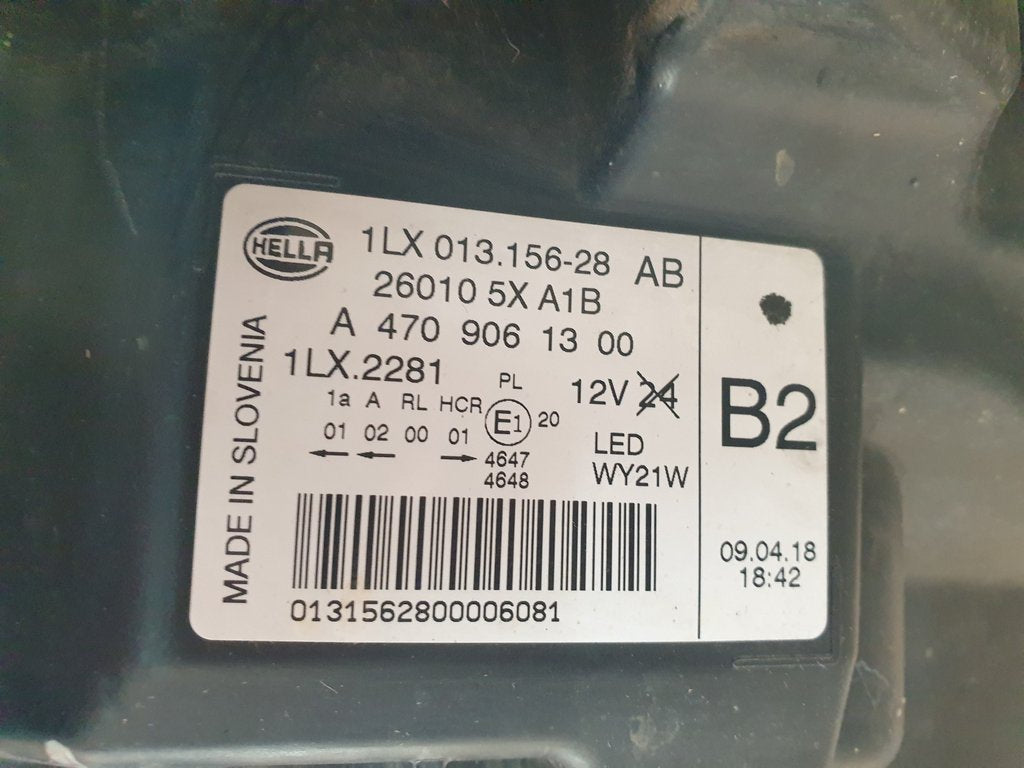 HELLA
1LX 013.156-28 AB
26010 5X A1B
A 470 906 13 00
1LX.2281
1a A RL HCR PL
01 02 00 01 E1 20
4647
4648
12V 24
LED
WY21W
MADE IN SLOVENIA
0131562800006081
B2
09.04.18
18:42